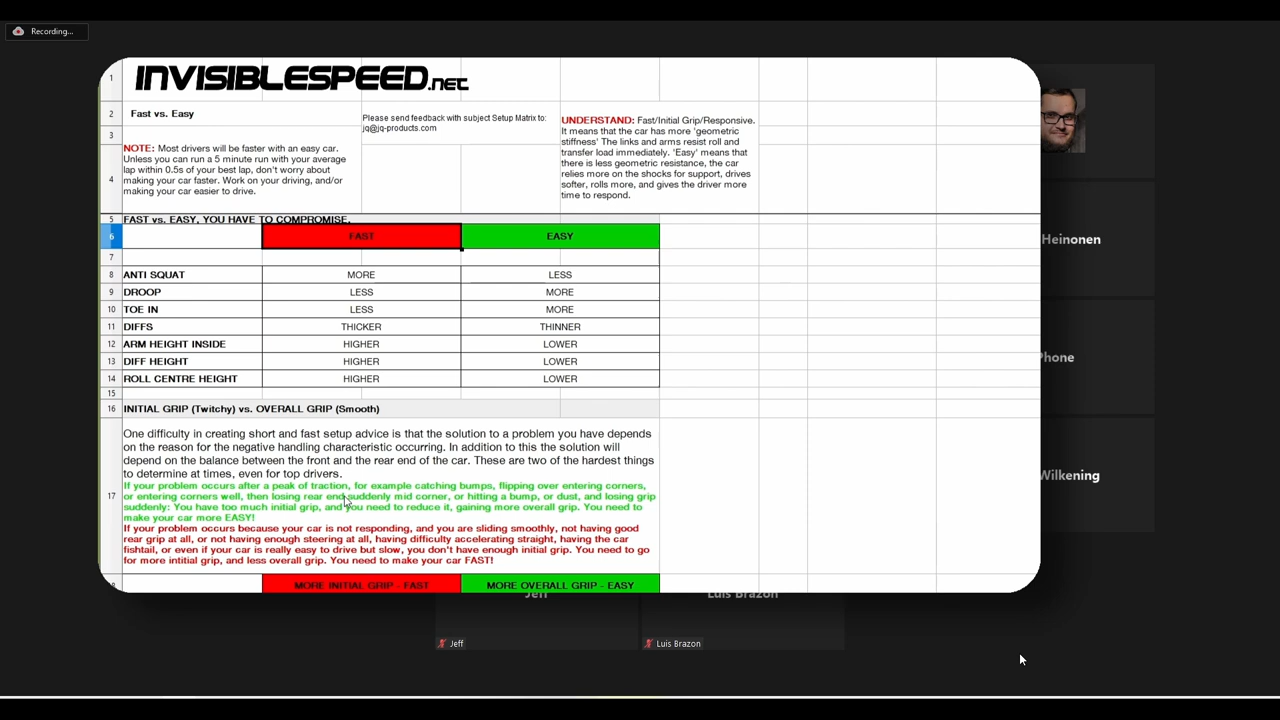 Recording...
INVISIBLESPEED.net
1
2
Fast vs. Easy
Please send feedback with subject Setup Matrix to:
jq@jq-products.com
UNDERSTAND: Fast/Initial Grip/Responsive.
It means that the car has more 'geometric
stiffness' The links and arms resist roll and
transfer load immediately. 'Easy' means that
there is less geometric resistance, the car
relies more on the shocks for support, drives
softer, rolls more, and gives the driver more
time to respond.
3
4
NOTE: Most drivers will be faster with an easy car.
Unless you can run a 5 minute run with your average
lap within 0.5s of your best lap, don't worry about
making your car faster. Work on your driving, and/or
making your car easier to drive.
5 FAST vs. EASY, YOU HAVE TO COMPROMISE.
6 FAST EASY
7
8 ANTI SQUAT MORE LESS
9 DROOP LESS MORE
10 TOE IN LESS MORE
11 DIFFS THICKER THINNER
12 ARM HEIGHT INSIDE HIGHER LOWER
13 DIFF HEIGHT HIGHER LOWER
14 ROLL CENTRE HEIGHT HIGHER LOWER
15
16 INITIAL GRIP (Twitchy) vs. OVERALL GRIP (Smooth)
17
One difficulty in creating short and fast setup advice is that the solution to a problem you have depends
on the reason for the negative handling characteristic occurring. In addition to this the solution will
depend on the balance between the front and the rear end of the car. These are two of the hardest things
to determine at times, even for top drivers.
If your problem occurs after a peak of traction, for example catching bumps, flipping over entering corners,
or entering corners well, then losing rear end suddenly mid corner, or hitting a bump, or dust, and losing grip
suddenly: You have too much initial grip, and you need to reduce it, gaining more overall grip. You need to
make your car more EASY!
If your problem occurs because your car is not responding, and you are sliding smoothly, not having good
rear grip at all, or not having enough steering at all, having difficulty accelerating straight, having the car
fishtail, or even if your car is really easy to drive but slow, you don't have enough initial grip. You need to go
for more intitial grip, and less overall grip. You need to make your car FAST!
MORE INITIAL GRIP - FAST MORE OVERALL GRIP - EASY
Heinonen
Phone
Wilkening
Jeff
Luis Brazon
Jeff
Luis Brazon